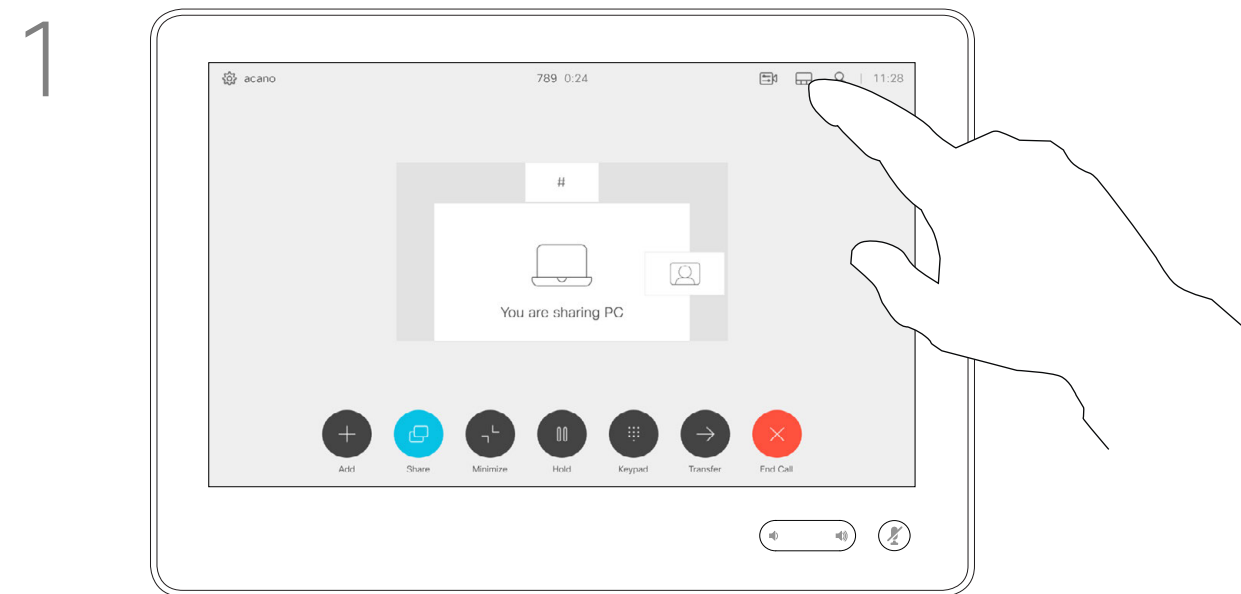 1
acano
789 0:24
11:28
#
You are sharing PC
Add
Share
Minimize
Hold
Keypad
Transfer
End Call